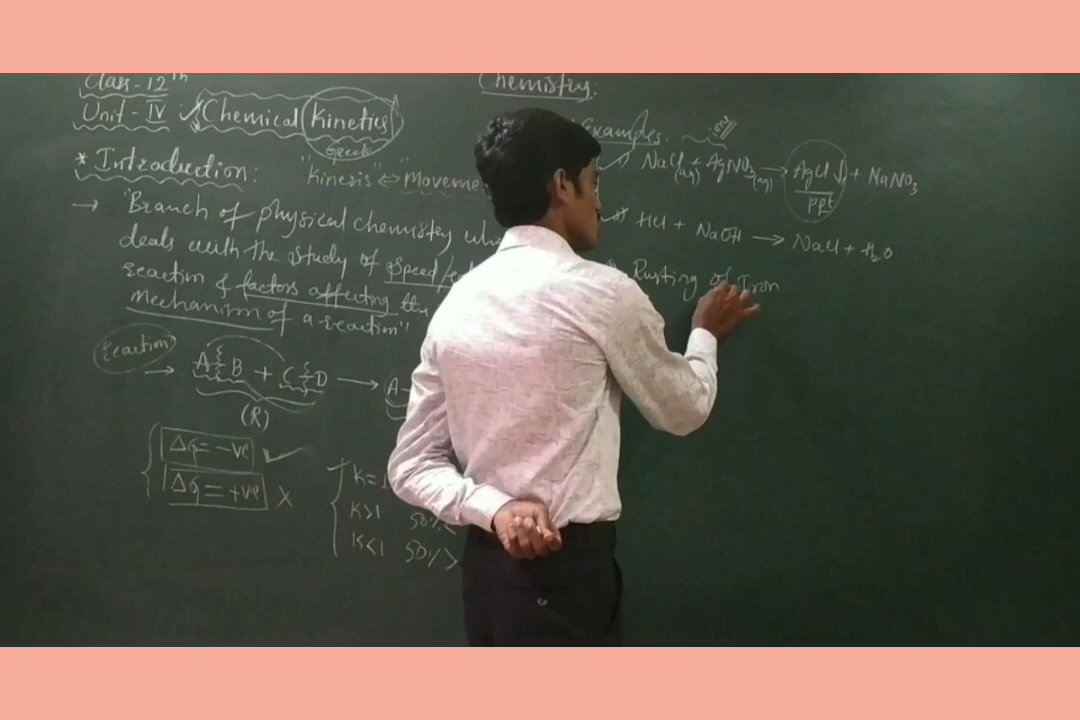 Class-12th
Unit-IV Chemical Kinetics
Speed
* Introduction:
"Kinesis ↔ "Moveme
→ "Branch of physical chemistry whi
deals with the study of speed/
reaction & factors affecting the
mechanism of a reaction"
Reaction
→ A B + C D → A-
(R)
ΔG = -ve ✓
ΔG = +ve X
K=1
K>1 50%<
K<1 50%>
Chemistry:
Examples
NaCl(aq) + AgNO3(aq) → AgCl↓ + NaNO3
ppt
HCl + NaOH → NaCl + H2O
Rusting of Iron